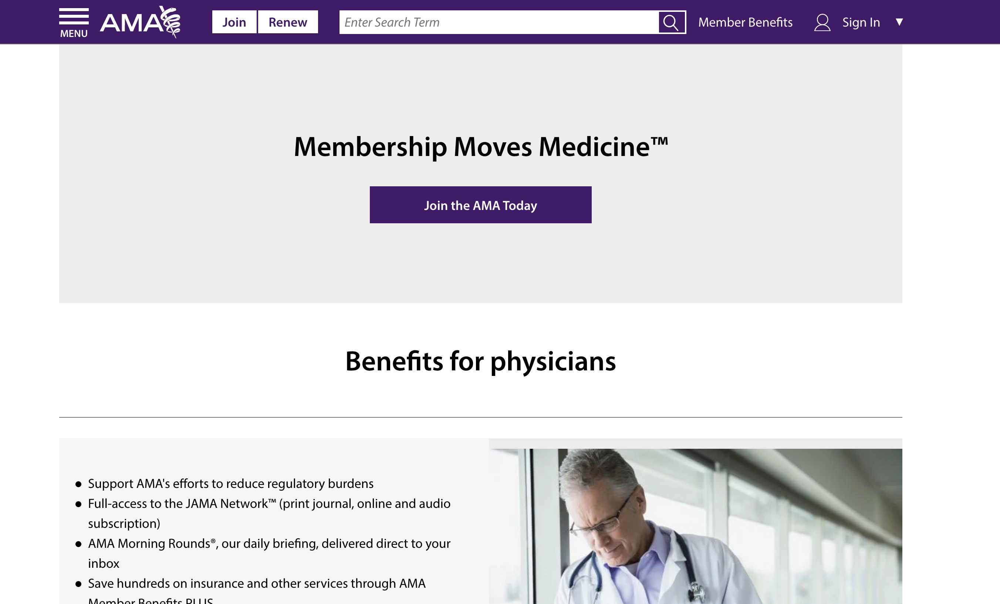 MENU
AMA
Join
Renew
Enter Search Term
Member Benefits
Sign In
Membership Moves Medicine™
Join the AMA Today
Benefits for physicians
Support AMA's efforts to reduce regulatory burdens
Full-access to the JAMA Network™ (print journal, online and audio
subscription)
AMA Morning Rounds®, our daily briefing, delivered direct to your
inbox
Save hundreds on insurance and other services through AMA
Member Benefits PLUS